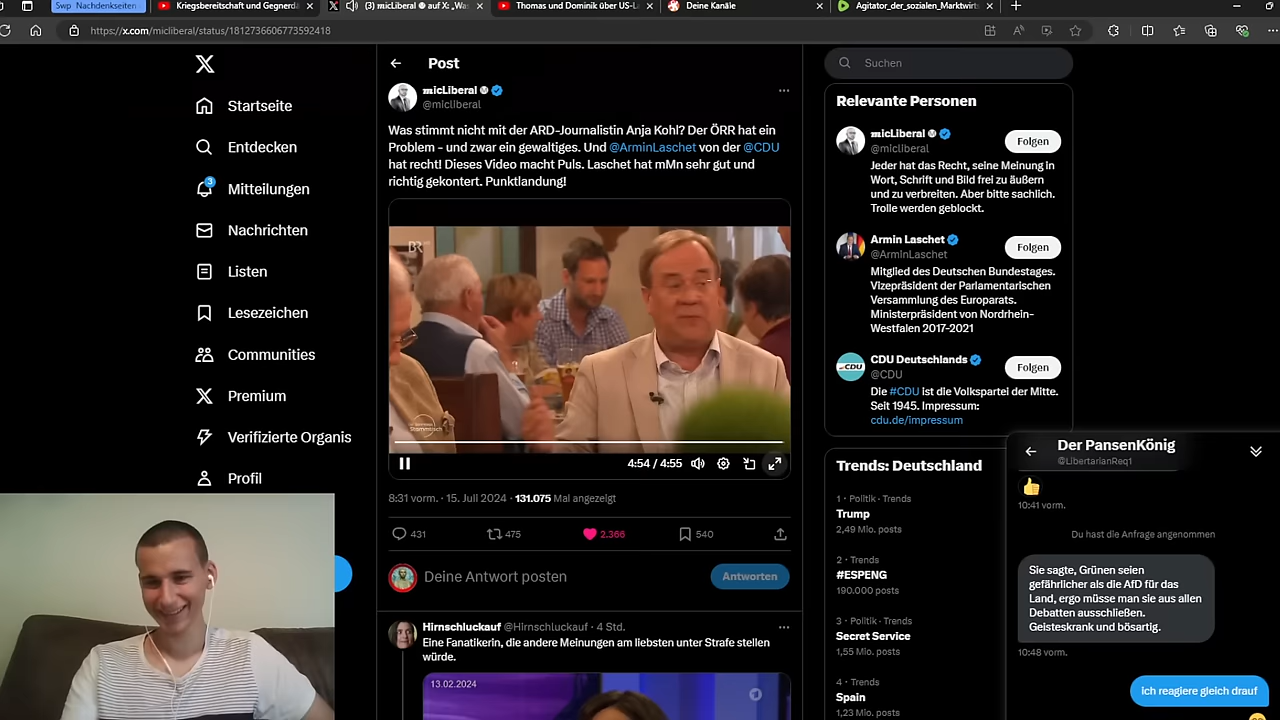 Swp Nachdenkseiten
Kriegsbereitschaft und Gegnerdä
(3) micLiberal auf X: „Was
Thomas und Dominik über US-La
Deine Kanäle
Agitator_der_sozialen_Marktwirts
https://x.com/micliberal/status/1812736606773592418
Startseite
Entdecken
3
Mitteilungen
Nachrichten
Listen
Lesezeichen
Communities
Premium
Verifizierte Organis
Profil
Post
micLiberal
@micliberal
Was stimmt nicht mit der ARD-Journalistin Anja Kohl? Der ÖRR hat ein
Problem - und zwar ein gewaltiges. Und @ArminLaschet von der @CDU
hat recht! Dieses Video macht Puls. Laschet hat mMn sehr gut und
richtig gekontert. Punktlandung!
BR
4:54 / 4:55
8:31 vorm. · 15. Juli 2024 · 131.075 Mal angezeigt
431
475
2.366
540
Deine Antwort posten
Antworten
Hirnschluckauf @Hirnschluckauf · 4 Std.
Eine Fanatikerin, die andere Meinungen am liebsten unter Strafe stellen
würde.
13.02.2024
Suchen
Relevante Personen
micLiberal
@micliberal
Folgen
Jeder hat das Recht, seine Meinung in
Wort, Schrift und Bild frei zu äußern
und zu verbreiten. Aber bitte sachlich.
Trolle werden geblockt.
Armin Laschet
@ArminLaschet
Folgen
Mitglied des Deutschen Bundestages.
Vizepräsident der Parlamentarischen
Versammlung des Europarats.
Ministerpräsident von Nordrhein-
Westfalen 2017-2021
CDU
CDU Deutschlands
@CDU
Folgen
Die #CDU ist die Volkspartei der Mitte.
Seit 1945. Impressum:
cdu.de/impressum
Trends: Deutschland
1 · Politik · Trends
Trump
2,49 Mio. posts
2 · Trends
#ESPENG
190.000 posts
3 · Politik · Trends
Secret Service
1,55 Mio. posts
4 · Trends
Spain
1,23 Mio. posts
Der PansenKönig
@LibertarianReq1
10:41 vorm.
Du hast die Anfrage angenommen
Sie sagte, Grünen seien
gefährlicher als die AfD für das
Land, ergo müsse man sie aus allen
Debatten ausschließen.
Geisteskrank und bösartig.
10:48 vorm.
ich reagiere gleich drauf